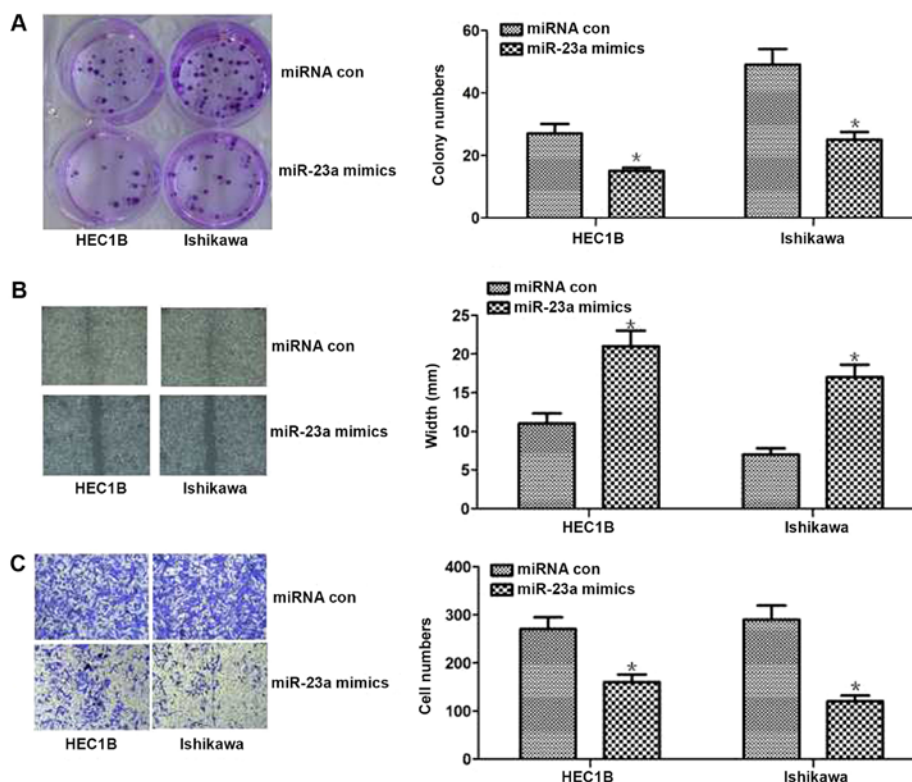 A
miRNA con
miR-23a mimics
HEC1B
Ishikawa
miRNA con
miR-23a mimics
Colony numbers
60
40
20
0
*
*
HEC1B
Ishikawa
B
miRNA con
miR-23a mimics
HEC1B
Ishikawa
miRNA con
miR-23a mimics
Width (mm)
25
20
15
10
5
0
*
*
HEC1B
Ishikawa
C
miRNA con
miR-23a mimics
HEC1B
Ishikawa
miRNA con
miR-23a mimics
Cell numbers
400
300
200
100
0
*
*
HEC1B
Ishikawa